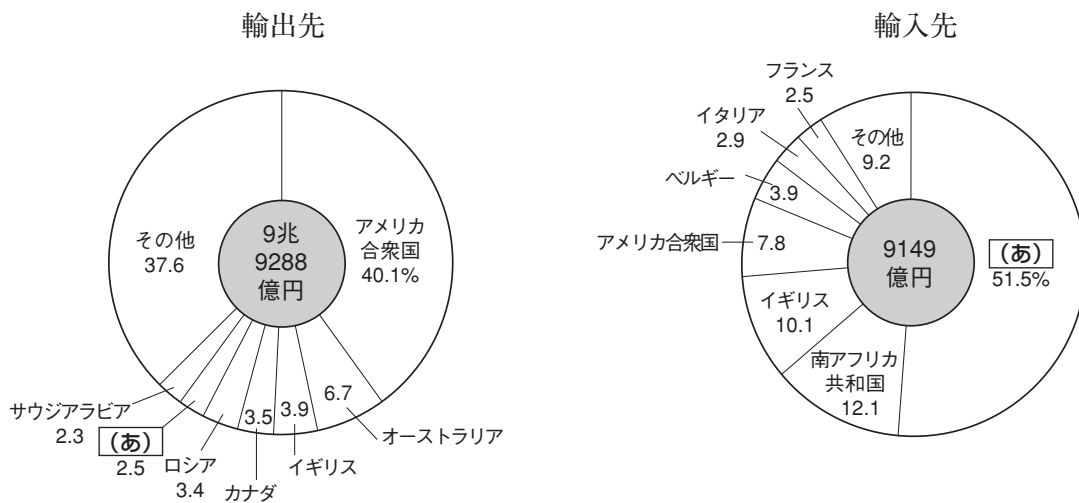 輸出先
アメリカ
合衆国
40.1%
6.7
オーストラリア
3.9
イギリス
3.5
カナダ
ロシア
3.4
(あ)
2.5
サウジアラビア
2.3
その他
37.6
9兆
9288
億円
輸入先
(あ)
51.5%
南アフリカ
共和国
12.1
イギリス
10.1
アメリカ合衆国
7.8
ベルギー
3.9
イタリア
2.9
フランス
2.5
その他
9.2
9149
億円